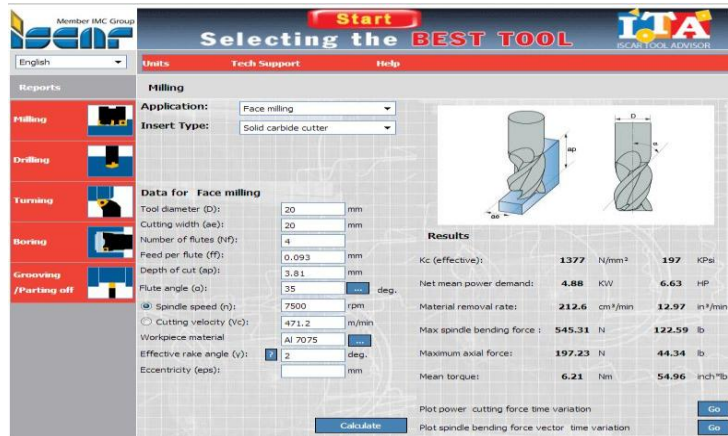 Member IMC Group
iscar
Start
Selecting the BEST TOOL
ITA
ISCAR TOOL ADVISOR
English
Units Tech Support Help
Reports
Milling
Drilling
Turning
Boring
Grooving
/Parting off
Milling
Application: Face milling
Insert Type: Solid carbide cutter
Data for Face milling
Tool diameter (D): 20 mm
Cutting width (ae): 20 mm
Number of flutes (Nf): 4
Feed per flute (ff): 0.093 mm
Depth of cut (ap): 3.81 mm
Flute angle (α): 35 ... deg.
Spindle speed (n): 7500 rpm
Cutting velocity (Vc): 471.2 m/min
Workpiece material Al 7075 ...
Effective rake angle (γ): ? 2 deg.
Eccentricity (eps): mm
Calculate
D
ap
α
ae
Results
Kc (effective): 1377 N/mm² 197 KPsi
Net mean power demand: 4.88 KW 6.63 HP
Material removal rate: 212.6 cm³/min 12.97 in³/min
Max spindle bending force : 545.31 N 122.59 lb
Maximum axial force: 197.23 N 44.34 lb
Mean torque: 6.21 Nm 54.96 inch*lb
Plot power cutting force time variation Go
Plot spindle bending force vector time variation Go